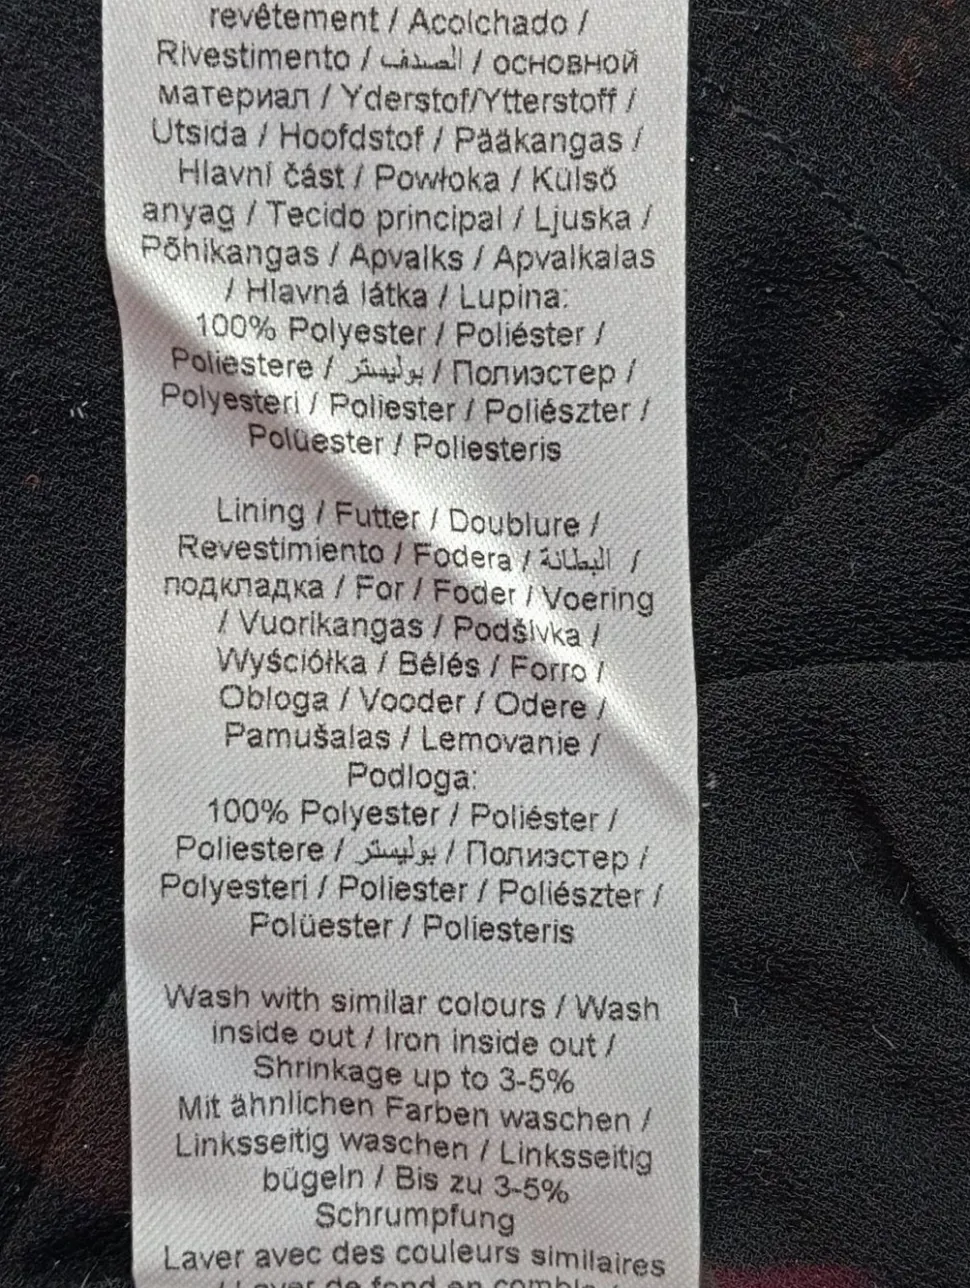 revêtement / Acolchado /
Rivestimento / الصدف / основной
материал / Yderstof/Ytterstoff /
Utsida / Hoofdstof / Pääkangas /
Hlavní část / Powłoka / Külső
anyag / Tecido principal / Ljuska /
Põhikangas / Apvalks / Apvalkalas
/ Hlavná látka / Lupina:
100% Polyester / Poliéster /
Poliestere / بوليستر / Полиэстер /
Polyesteri / Poliester / Poliészter /
Polüester / Poliesteris
Lining / Futter / Doublure /
Revestimiento / Fodera / البطانة /
подкладка / For / Foder / Voering
/ Vuorikangas / Podšívka /
Wyściółka / Bélés / Forro /
Obloga / Vooder / Odere /
Pamušalas / Lemovanie /
Podloga:
100% Polyester / Poliéster /
Poliestere / بوليستر / Полиэстер /
Polyesteri / Poliester / Poliészter /
Polüester / Poliesteris
Wash with similar colours / Wash
inside out / Iron inside out /
Shrinkage up to 3-5%
Mit ähnlichen Farben waschen /
Linksseitig waschen / Linksseitig
bügeln / Bis zu 3-5%
Schrumpfung
Laver avec des couleurs similaires